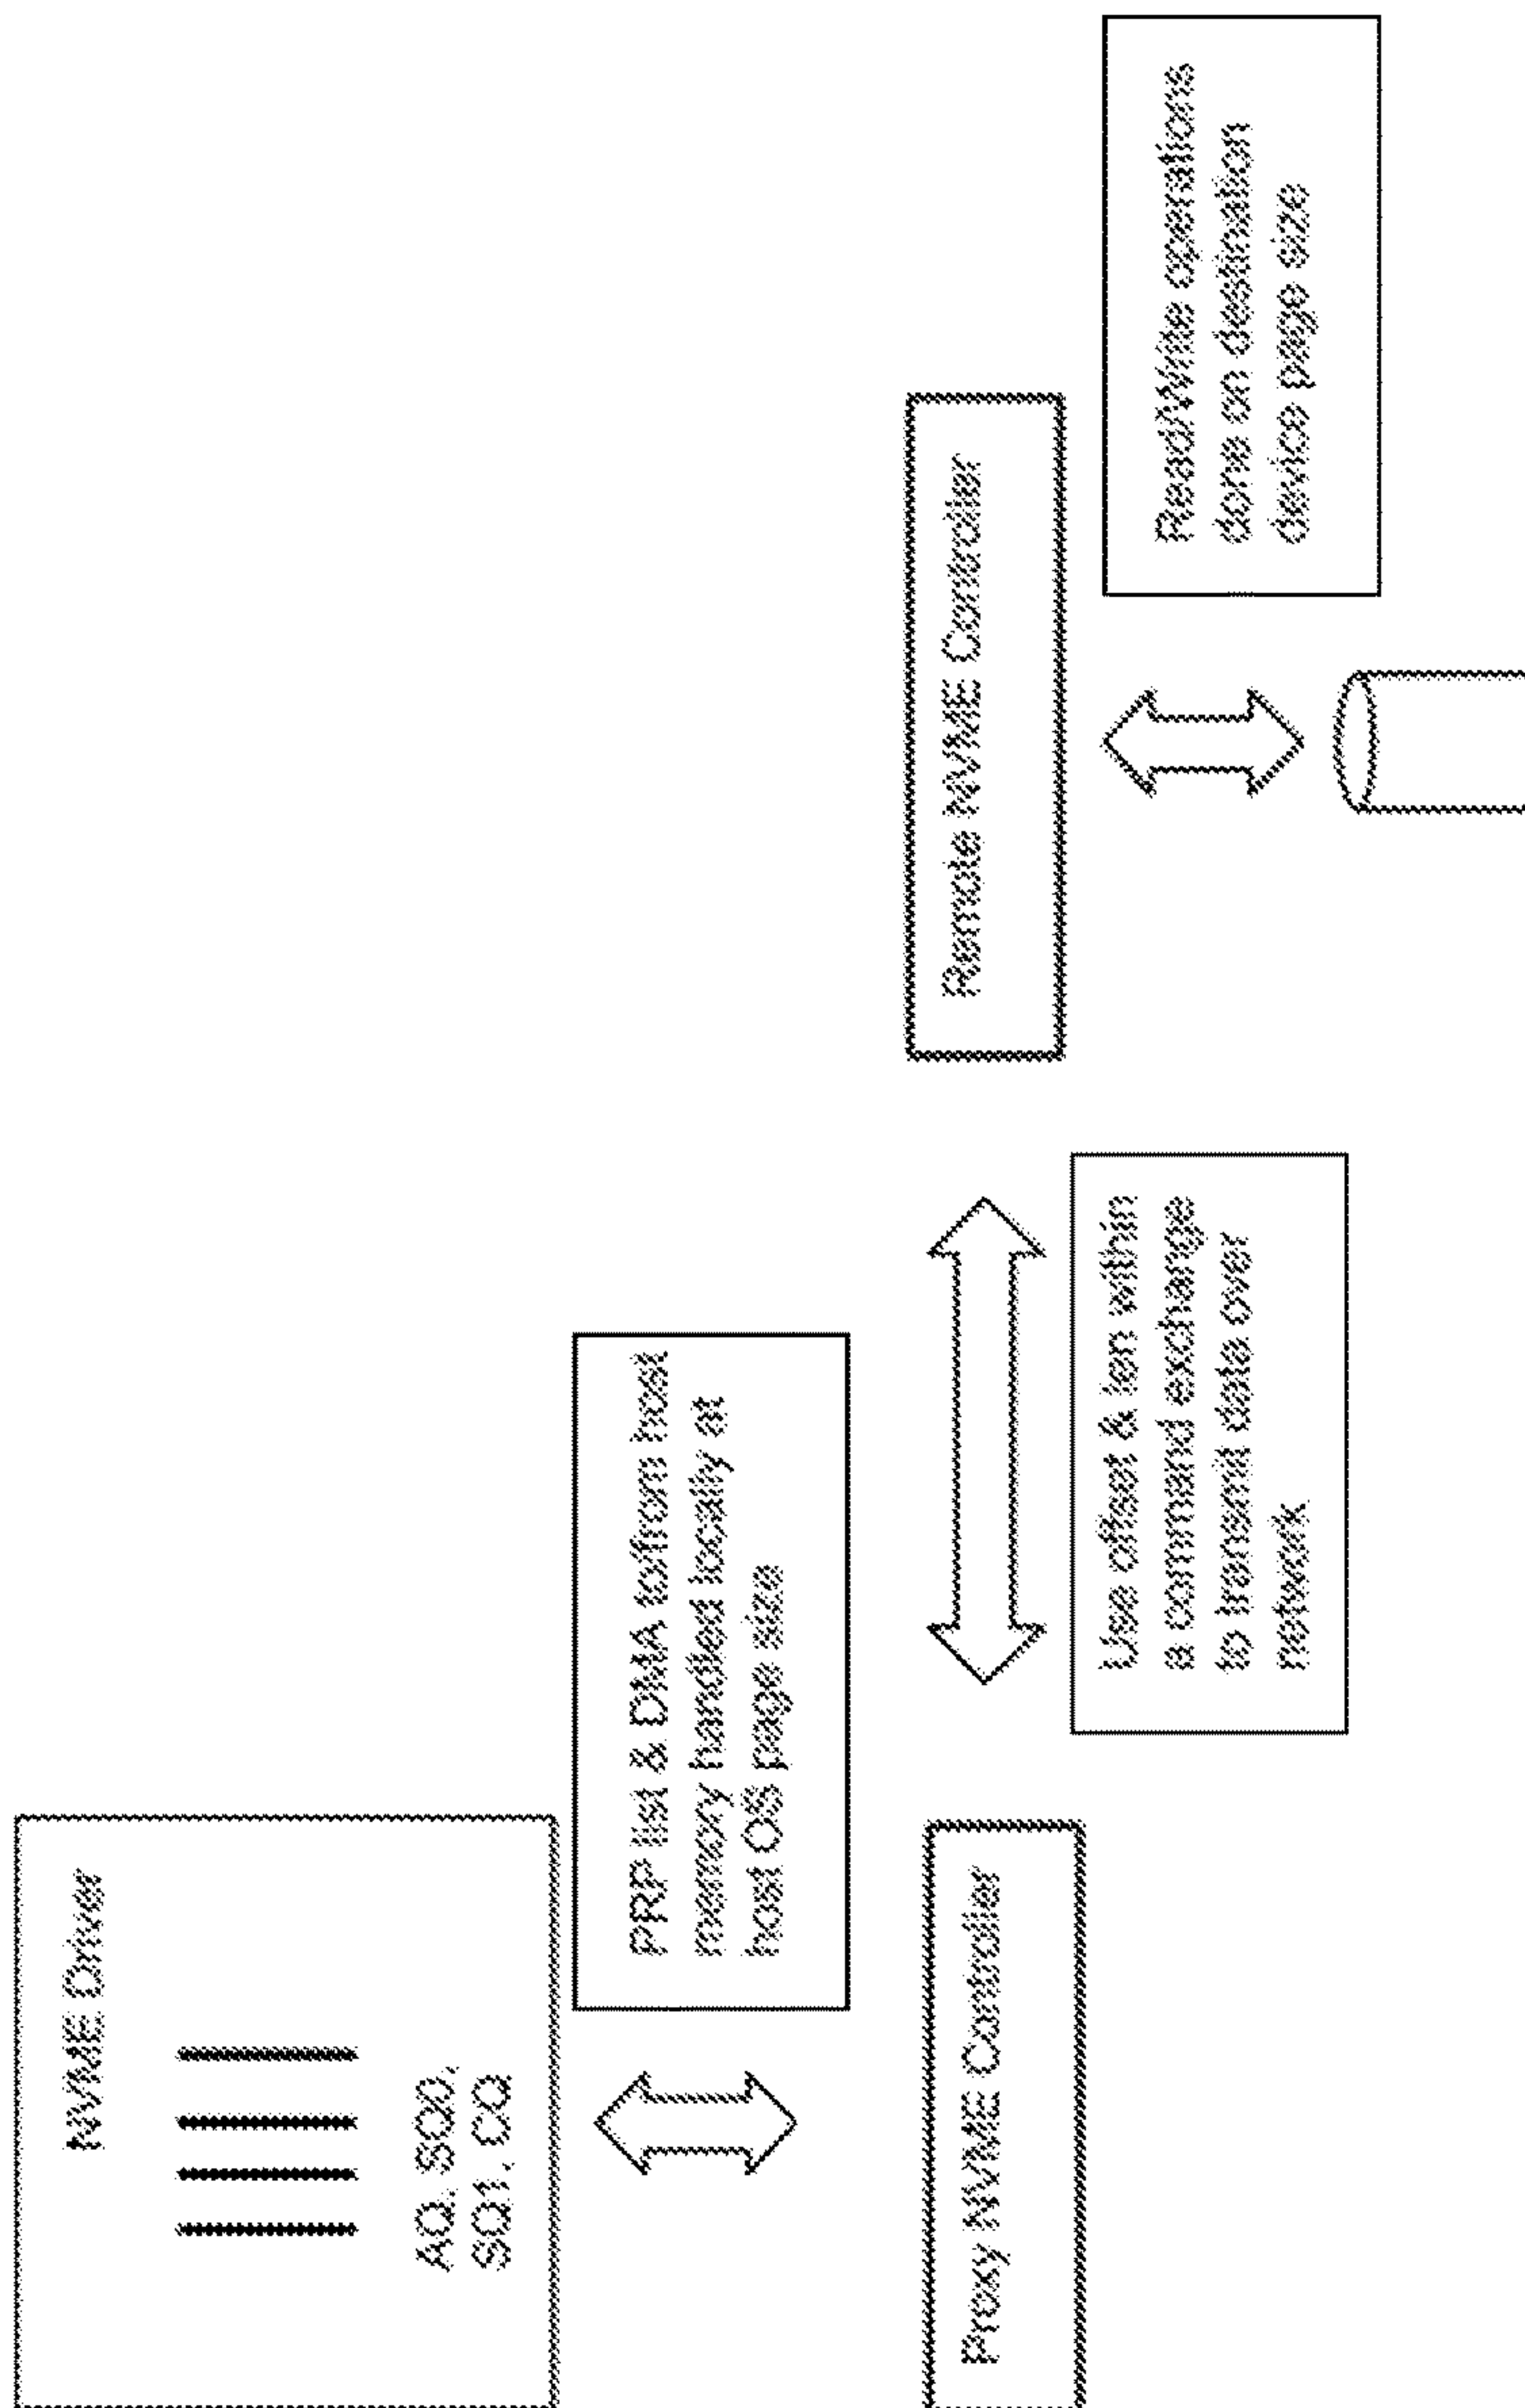 NVME Driver
AQ, SQ0,
SQ1, CQ
PRP list & DMA to/from host
memory handled locally at
host OS page size
Proxy NVME Controller
Use offset & len within
a command exchange
to transmit data over
network
Remote NVME Controller
Read/Write operations
done on destination
device page size